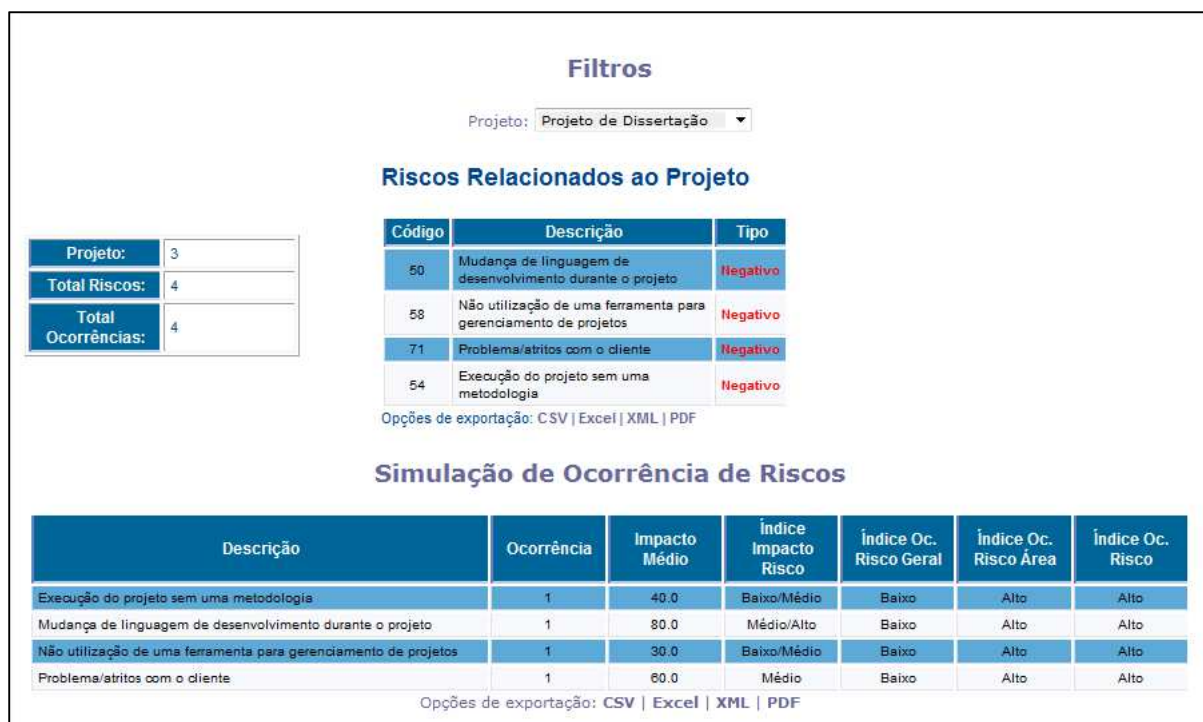 Filtros
Projeto: Projeto de Dissertação
Riscos Relacionados ao Projeto
Projeto: 3
Total Riscos: 4
Total
Ocorrências: 4
Código Descrição Tipo
50 Mudança de linguagem de
desenvolvimento durante o projeto Negativo
58 Não utilização de uma ferramenta para
gerenciamento de projetos Negativo
71 Problema/atritos com o cliente Negativo
54 Execução do projeto sem uma
metodologia Negativo
Opções de exportação: CSV | Excel | XML | PDF
Simulação de Ocorrência de Riscos
Descrição Ocorrência Impacto
Médio Índice
Impacto
Risco Índice Oc.
Risco Geral Índice Oc.
Risco Área Índice Oc.
Risco
Execução do projeto sem uma metodologia 1 40.0 Baixo/Médio Baixo Alto Alto
Mudança de linguagem de desenvolvimento durante o projeto 1 80.0 Médio/Alto Baixo Alto Alto
Não utilização de uma ferramenta para gerenciamento de projetos 1 30.0 Baixo/Médio Baixo Alto Alto
Problema/atritos com o cliente 1 60.0 Médio Baixo Alto Alto
Opções de exportação: CSV | Excel | XML | PDF